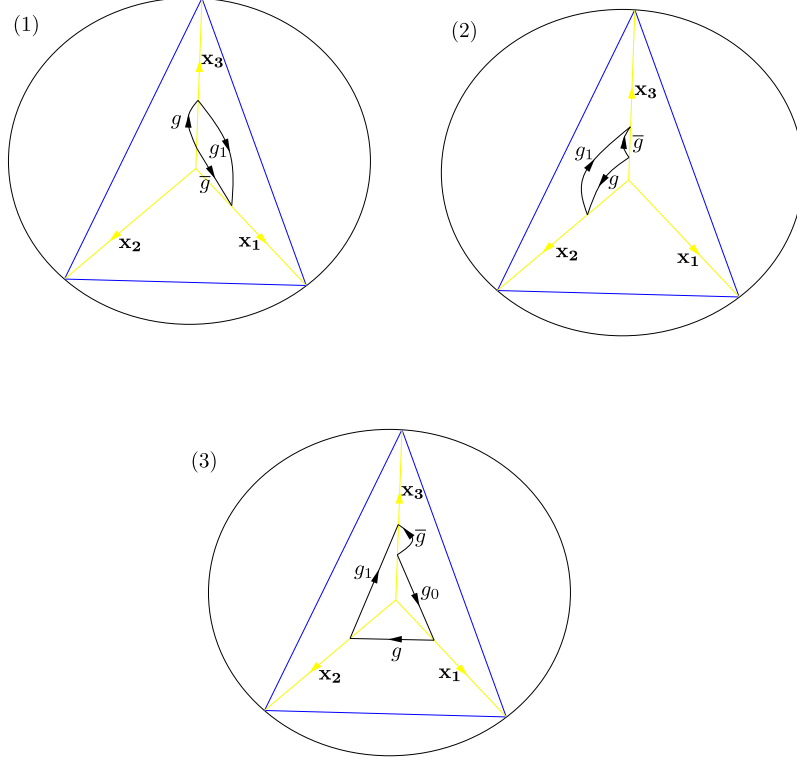 (1)
x₃
g
g₁
g̅
x₂
x₁
(2)
x₃
g̅
g₁
g
x₂
x₁
(3)
x₃
g̅
g₁
g₀
g
x₂
x₁